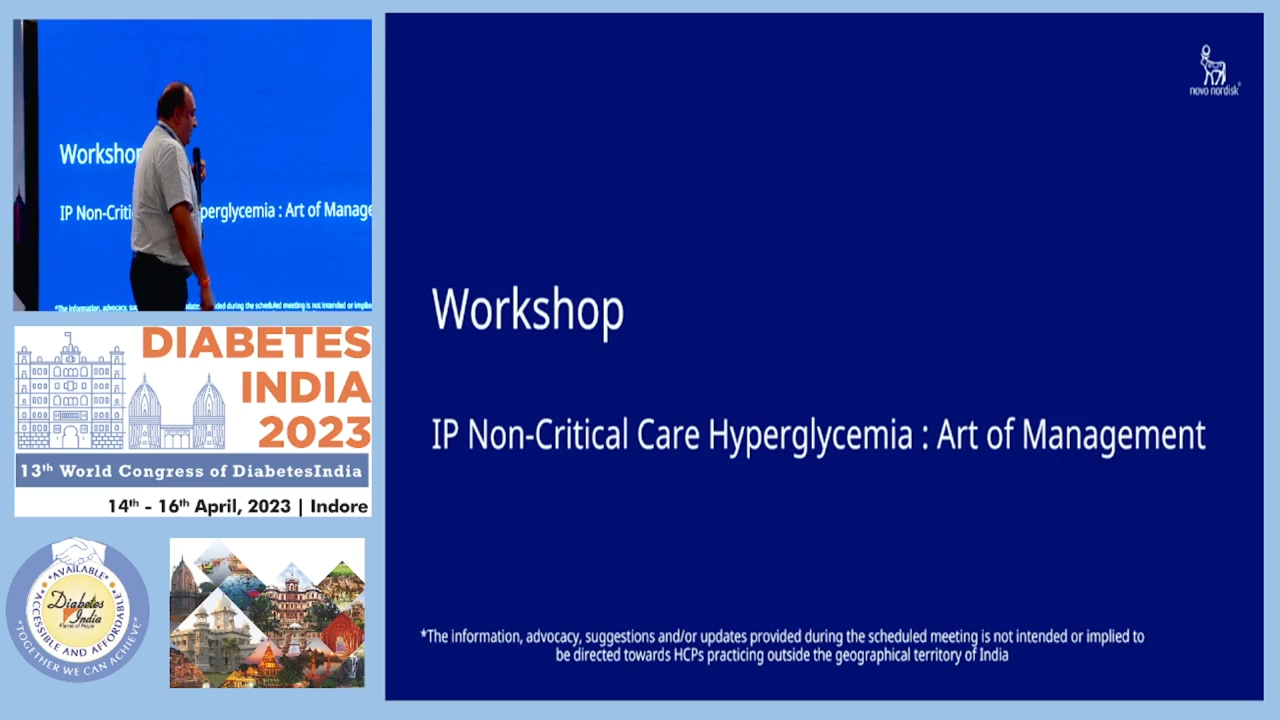 Workshop
IP Non-Critical Care Hyperglycemia : Art of Manage
DIABETES
INDIA
2023
13th World Congress of DiabetesIndia
14th - 16th April, 2023 | Indore
*AVAILABLE*
*ACCESSIBLE AND AFFORDABLE*
Diabetes
India
"TOGETHER WE CAN ACHIEVE"
novo nordisk®
Workshop
IP Non-Critical Care Hyperglycemia : Art of Management
*The information, advocacy, suggestions and/or updates provided during the scheduled meeting is not intended or implied to
be directed towards HCPs practicing outside the geographical territory of India